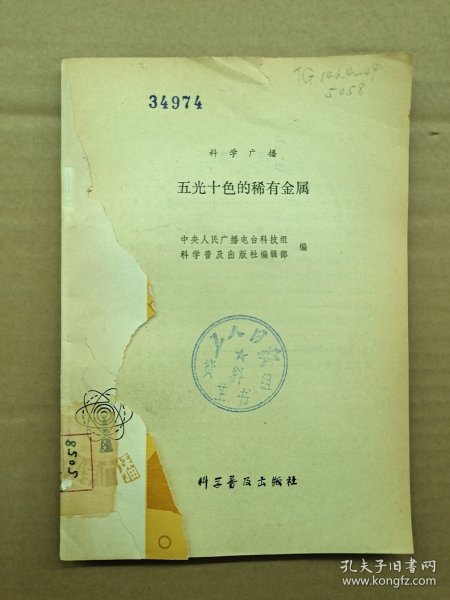 34974
TG 146.4-49
5058
科学广播
五光十色的稀有金属
中央人民广播电台科技组
科学普及出版社编辑部
编
科
书
5058
科学普及出版社
孔夫子旧书网
www.kongfz.com